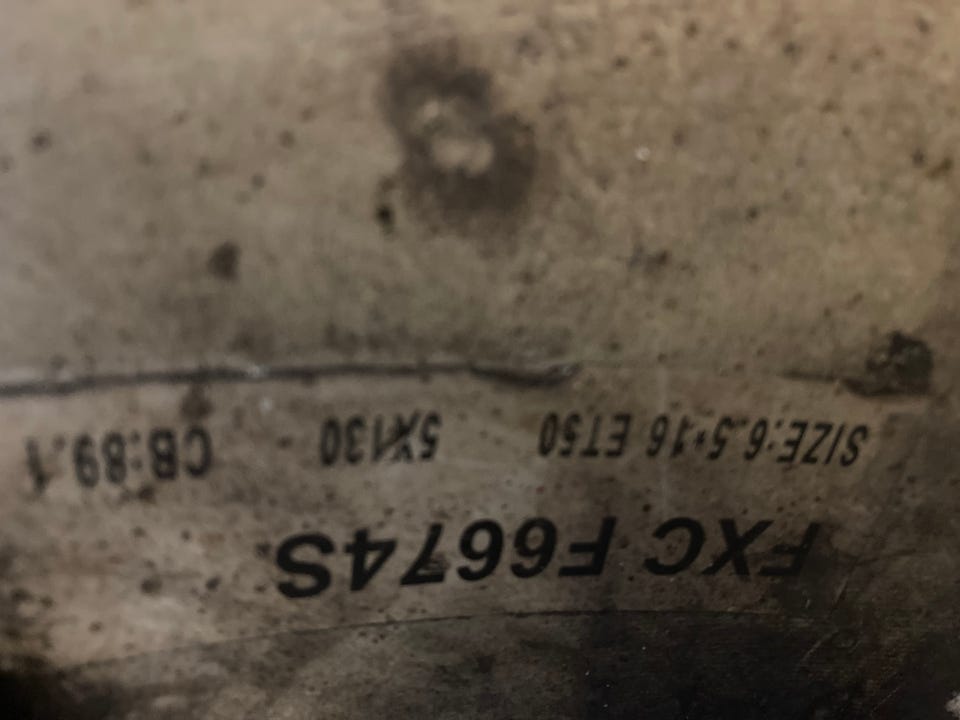 FXC F6674S
SIZE:6.5*16 ET50 5X130 CB:89.1